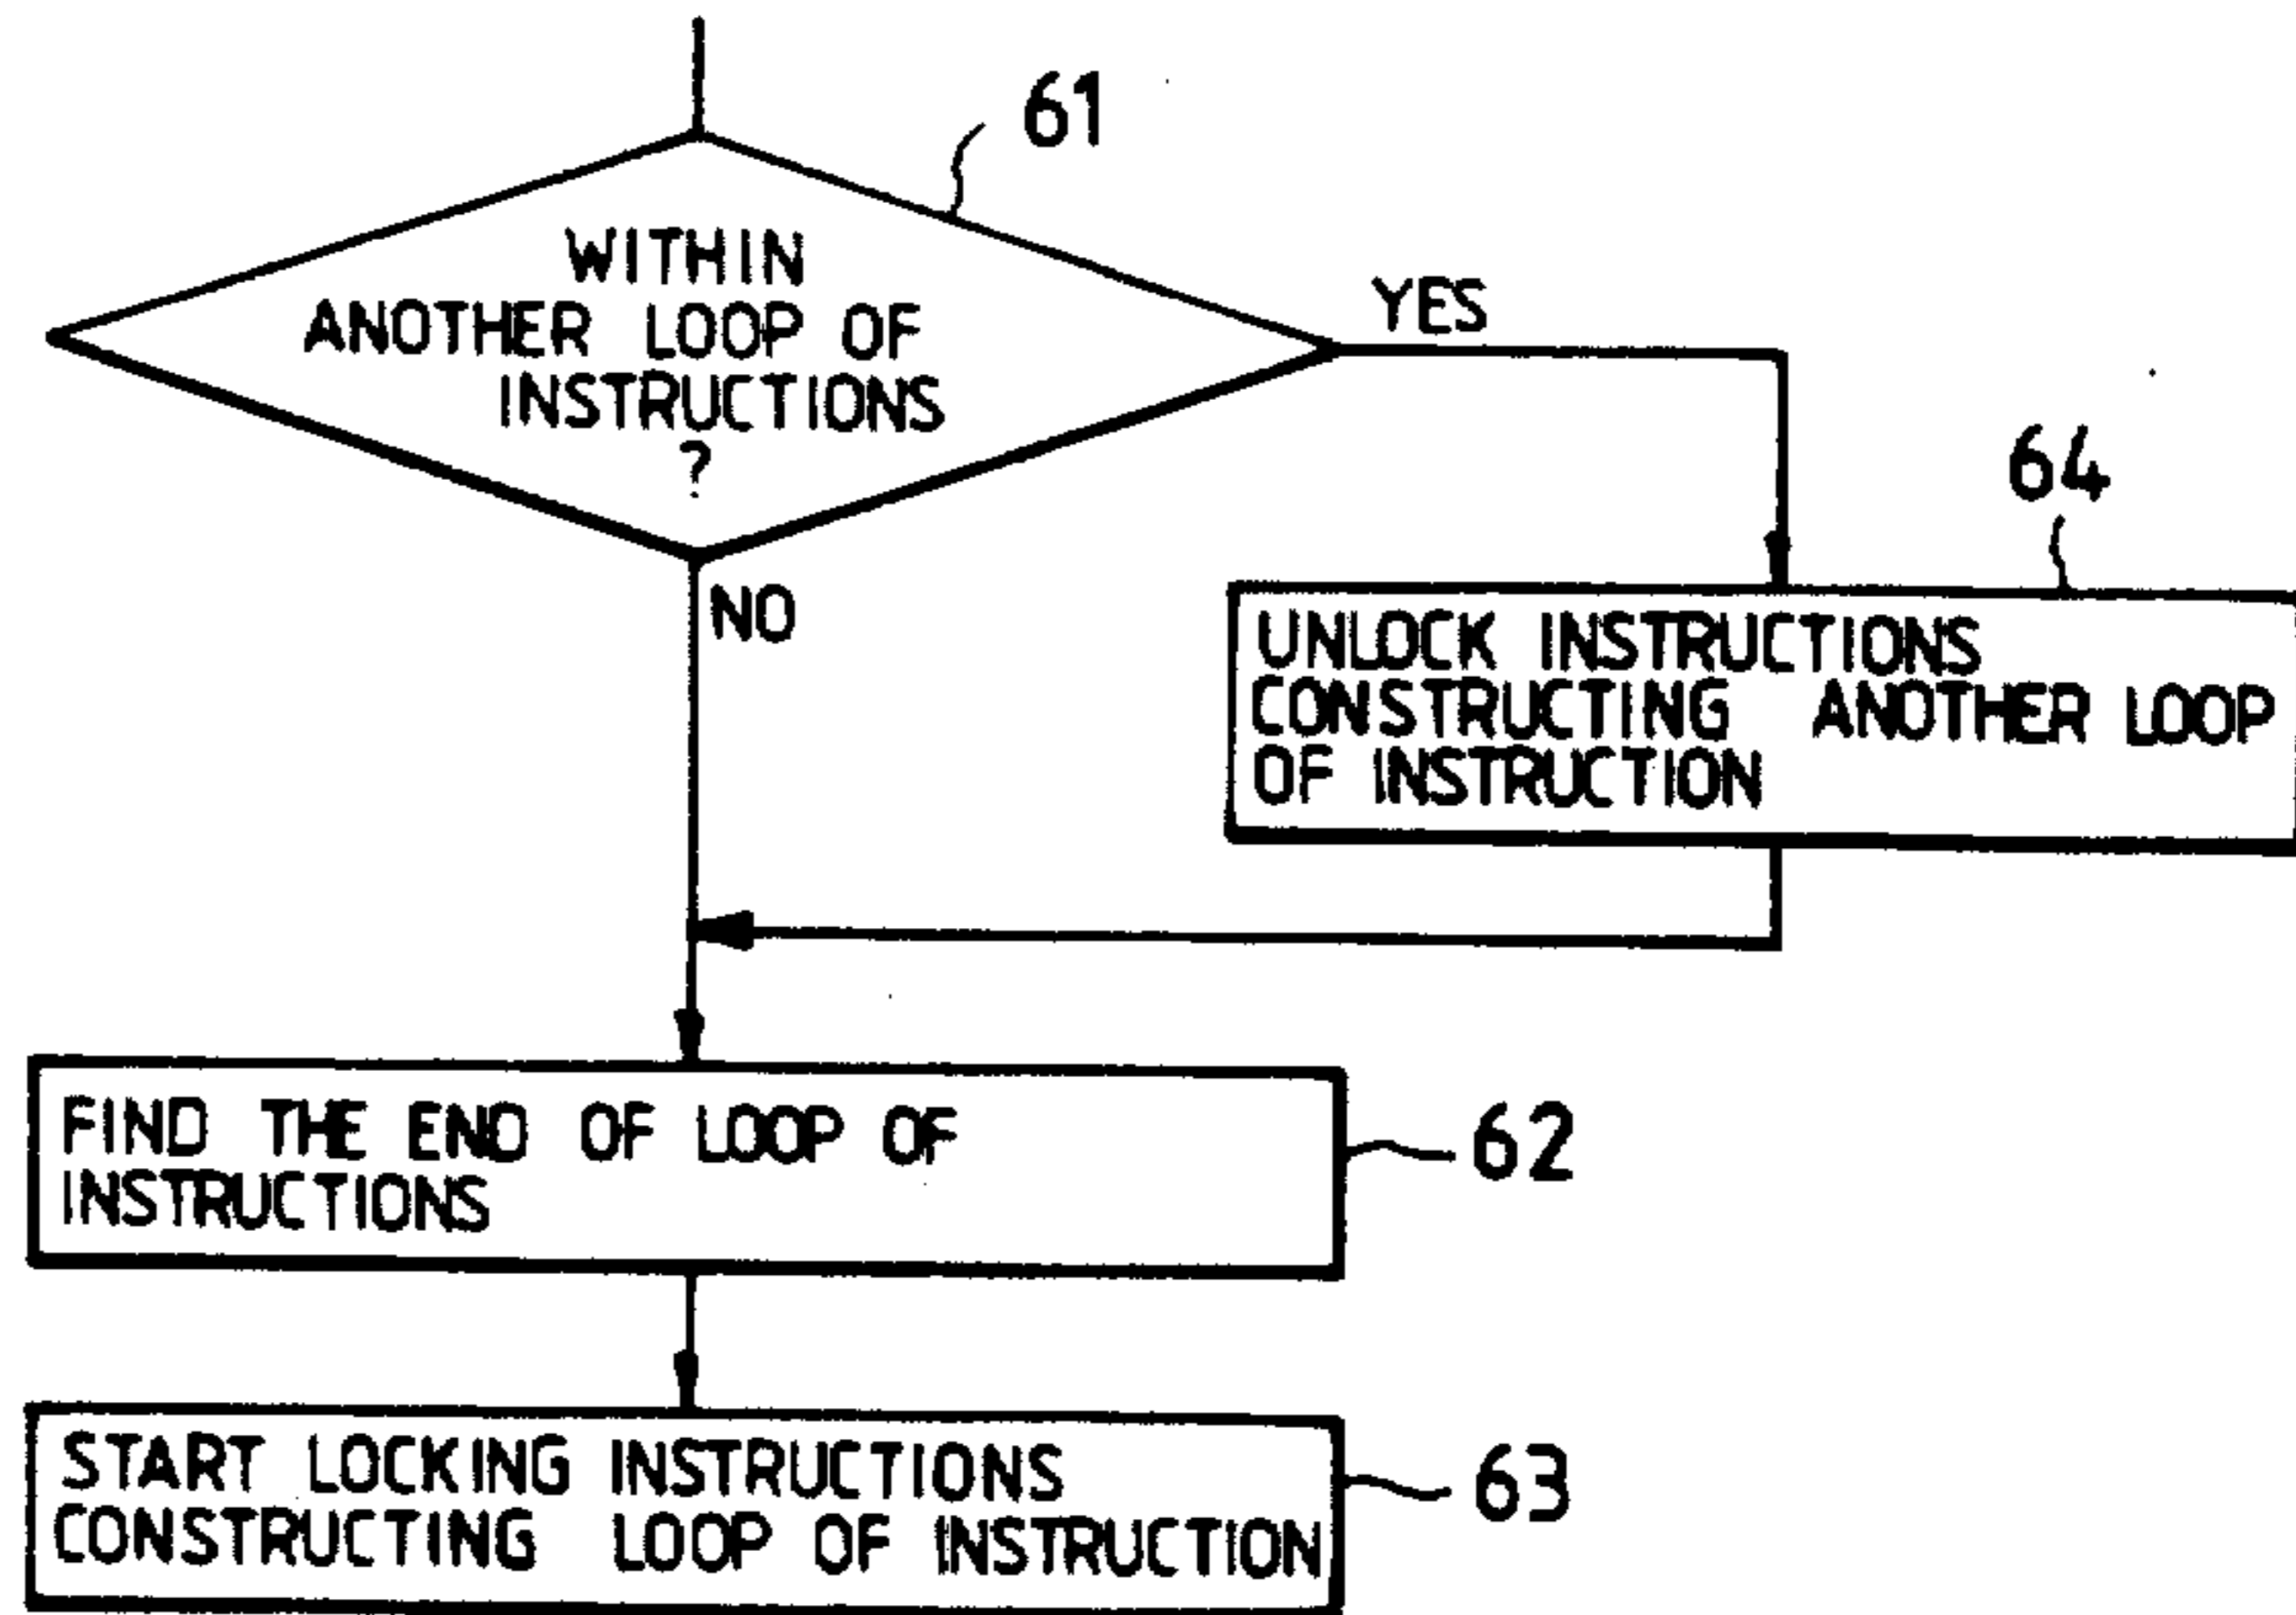 61
WITHIN
ANOTHER LOOP OF
INSTRUCTIONS
?
YES
NO
64
UNLOCK INSTRUCTIONS
CONSTRUCTING ANOTHER LOOP
OF INSTRUCTION
FIND THE END OF LOOP OF
INSTRUCTIONS
62
START LOCKING INSTRUCTIONS
CONSTRUCTING LOOP OF INSTRUCTION
63